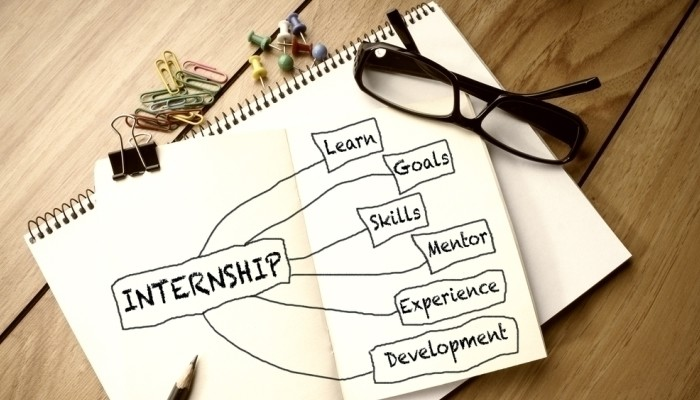 Learn
Goals
Skills
Mentor
INTERNSHIP
Experience
Development